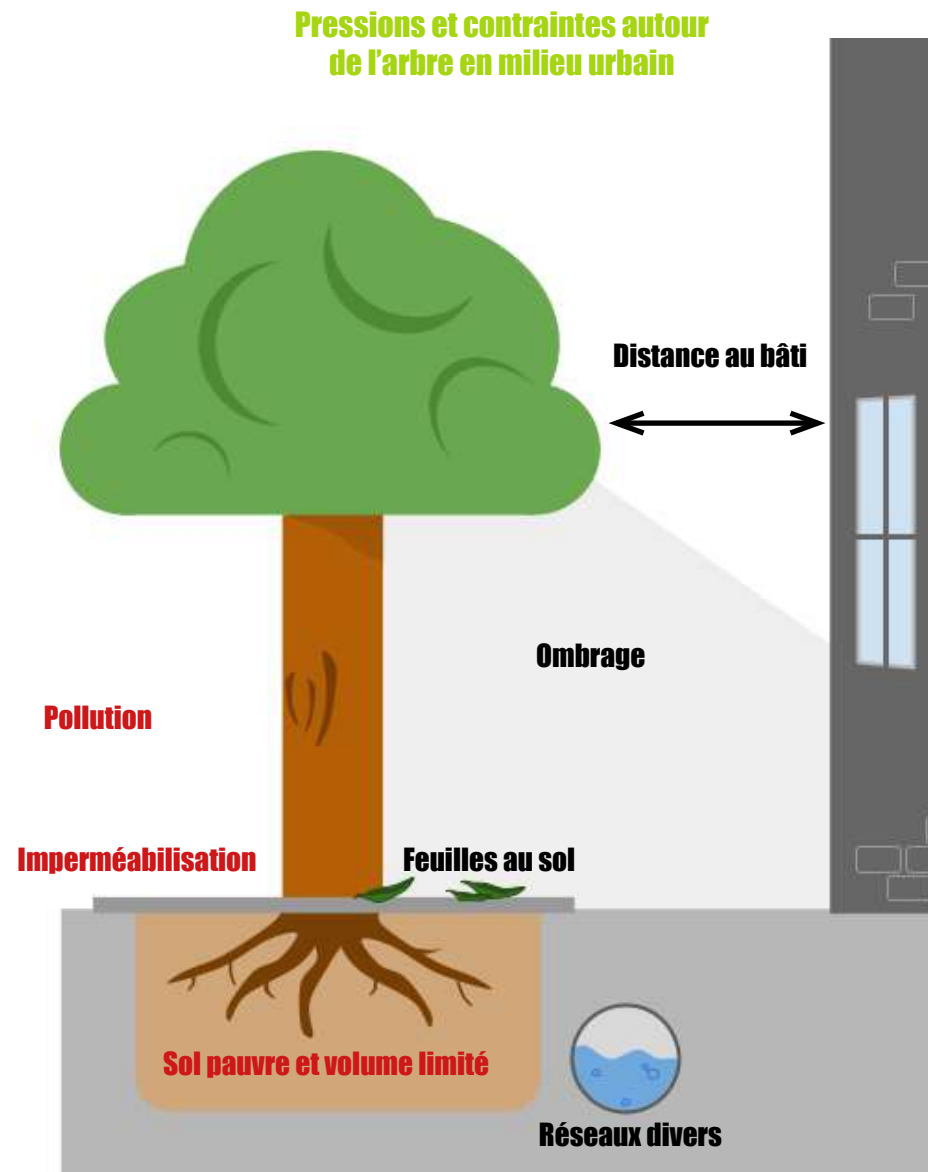 Pressions et contraintes autour
de l'arbre en milieu urbain
Distance au bâti
Ombrage
Pollution
Imperméabilisation
Feuilles au sol
Sol pauvre et volume limité
Réseaux divers